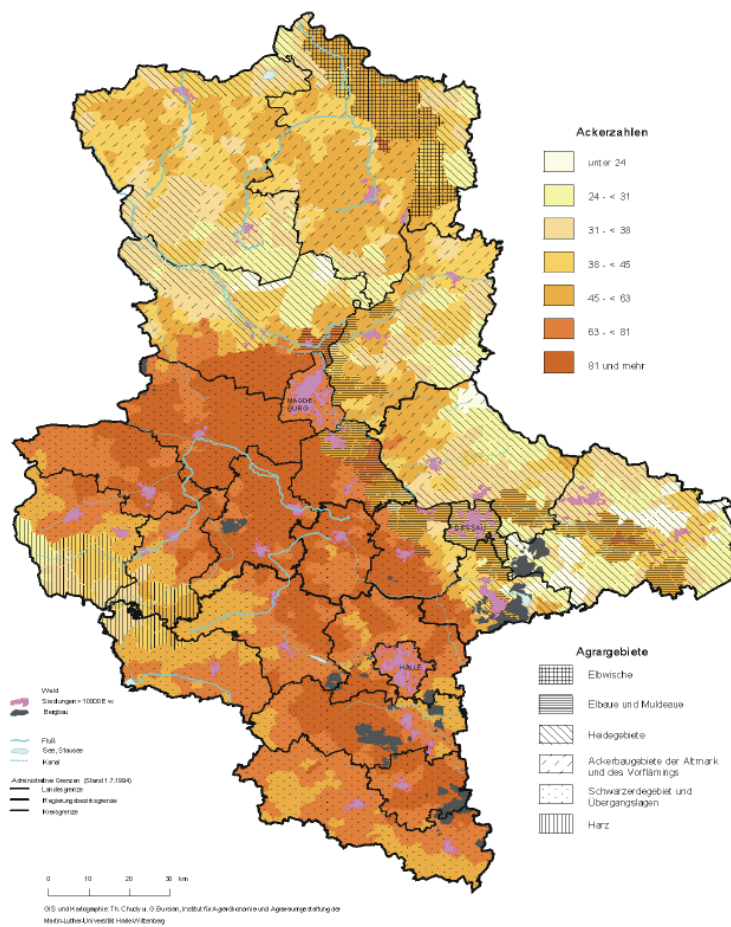 Ackerzahlen
unter 24
24 - < 31
31 - < 38
38 - < 45
45 - < 63
63 - < 81
81 und mehr
MAGDE
BURG
DESSAU
HALLE
Agrargebiete
Elbwische
Elbaue und Muldeaue
Heidegebiete
Ackerbaugebiete der Altmark
und des Vorflämings
Schwarzerdegebiet und
Übergangslagen
Harz
Wald
Siedlungen > 10000 Ew
Bergbau
Fluß
See, Stausee
Kanal
Administrative Grenzen (Stand 1.7.1994)
Landesgrenze
Regierungsbezirksgrenze
Kreisgrenze
0 10 20 30 km
GIS und Kartographie: Th. Chudy u. G. Bursian, Institut für Agrarökonomie und Agrarraumgestaltung der
Martin-Luther-Universität Halle-Wittenberg